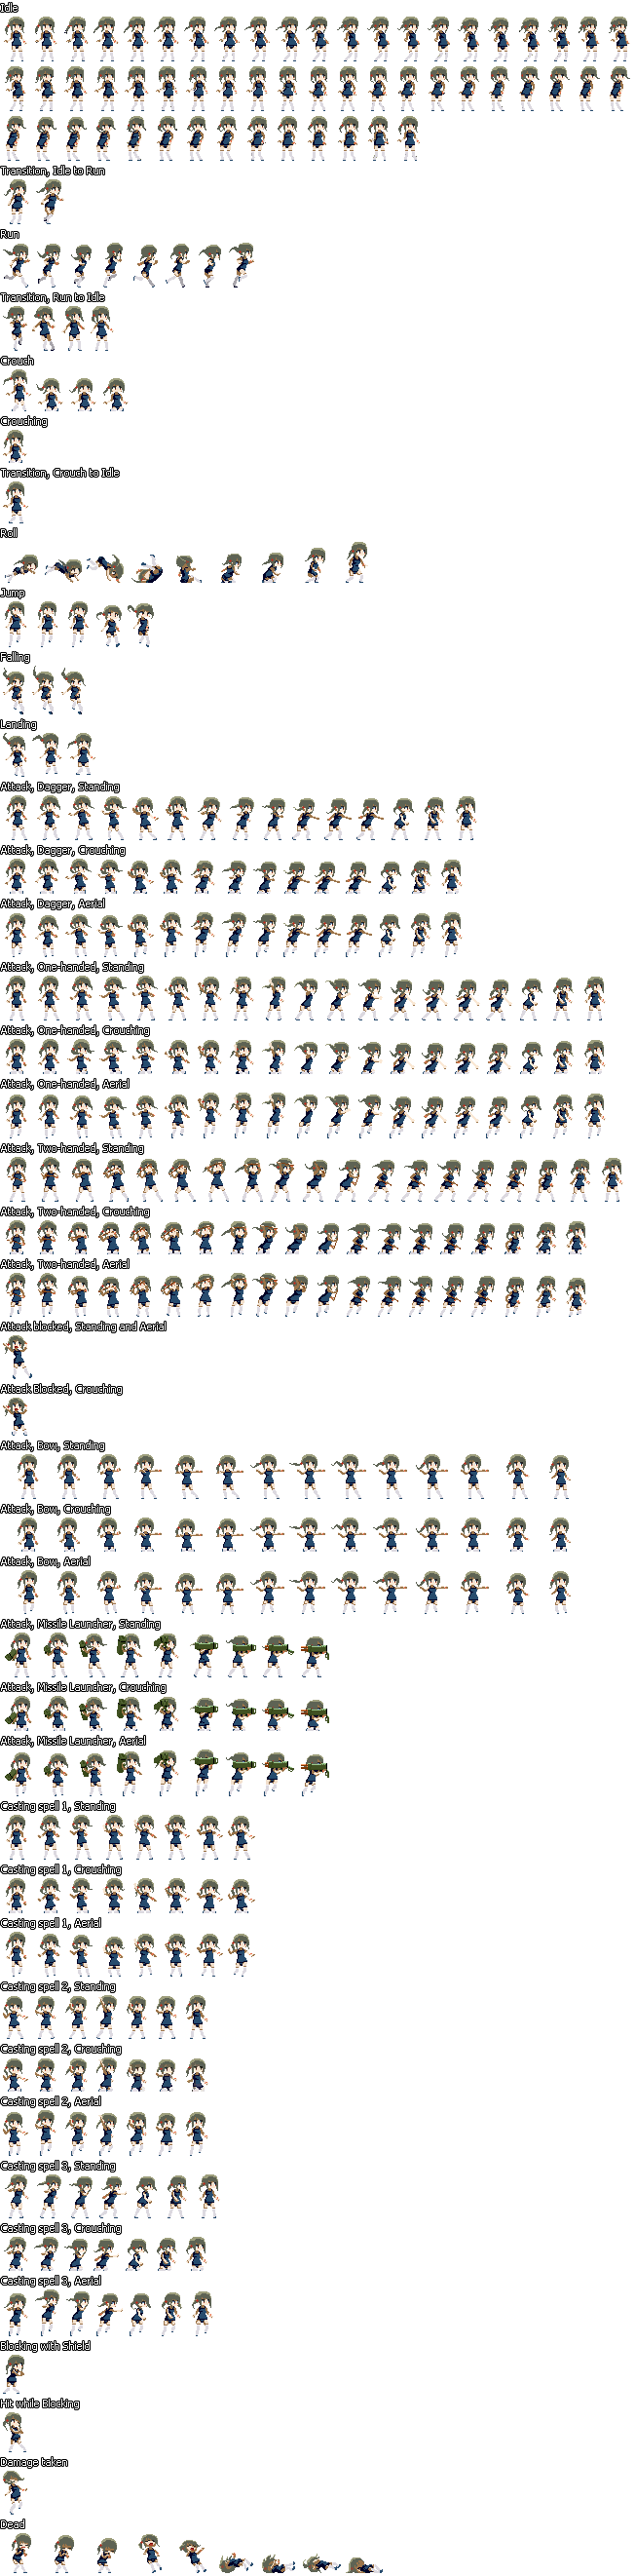 Idle
Transition, Idle to Run
Run
Transition, Run to Idle
Crouch
Crouching
Transition, Crouch to Idle
Roll
Jump
Falling
Landing
Attack, Dagger, Standing
Attack, Dagger, Crouching
Attack, Dagger, Aerial
Attack, One-handed, Standing
Attack, One-handed, Crouching
Attack, One-handed, Aerial
Attack, Two-handed, Standing
Attack, Two-handed, Crouching
Attack, Two-handed, Aerial
Attack blocked, Standing and Aerial
Attack Blocked, Crouching
Attack, Bow, Standing
Attack, Bow, Crouching
Attack, Bow, Aerial
Attack, Missile Launcher, Standing
Attack, Missile Launcher, Crouching
Attack, Missile Launcher, Aerial
Casting spell 1, Standing
Casting spell 1, Crouching
Casting spell 1, Aerial
Casting spell 2, Standing
Casting spell 2, Crouching
Casting spell 2, Aerial
Casting spell 3, Standing
Casting spell 3, Crouching
Casting spell 3, Aerial
Blocking with Shield
Hit while Blocking
Damage taken
Dead